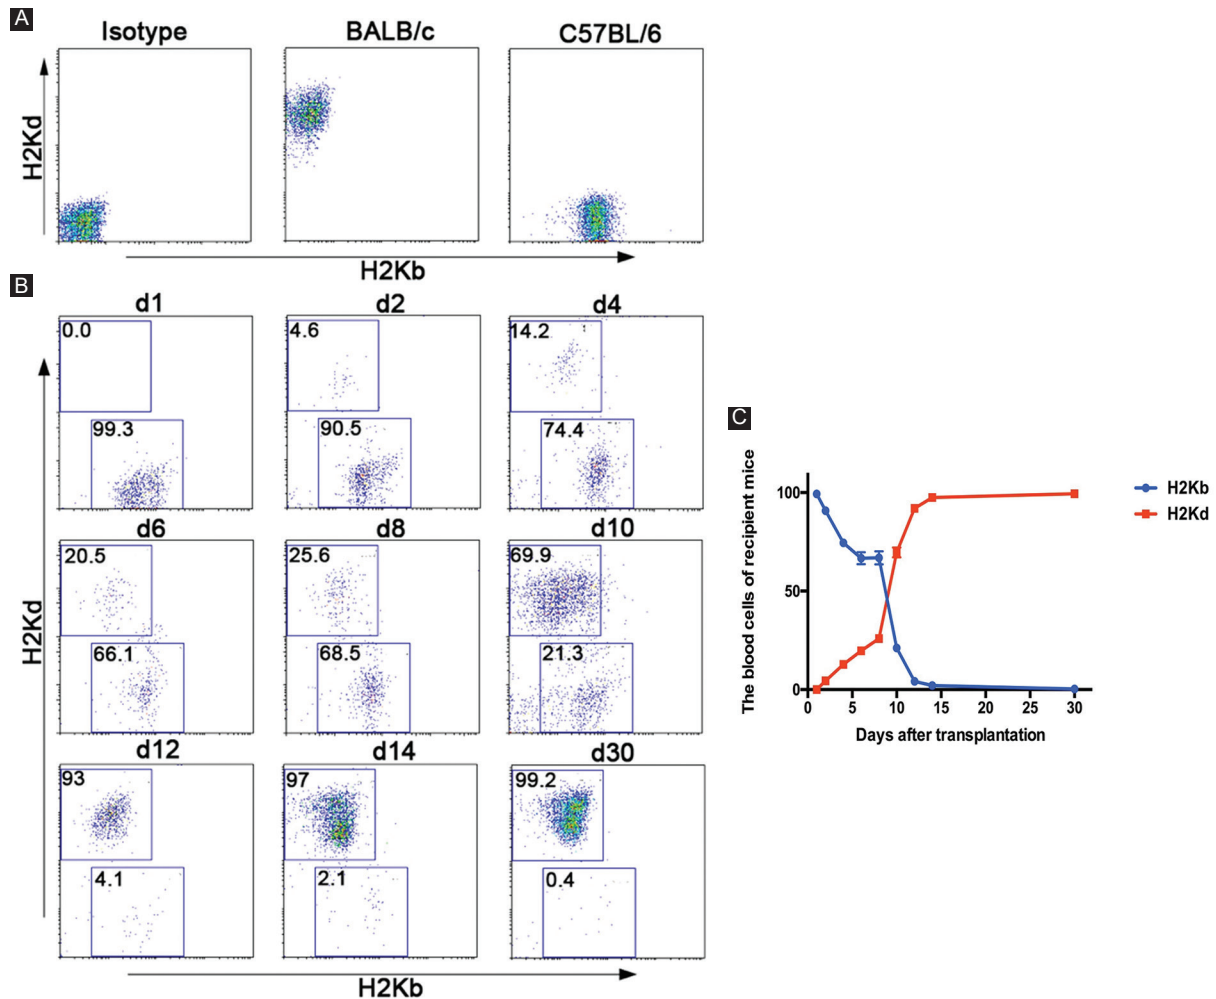 A
Isotype BALB/c C57BL/6
H2Kd
H2Kb
B
d1 d2 d4
0.0 4.6 14.2
99.3 90.5 74.4
d6 d8 d10
20.5 25.6 69.9
66.1 68.5 21.3
H2Kd
d12 d14 d30
93 97 99.2
4.1 2.1 0.4
H2Kb
C
The blood cells of recipient mice
100
50
0
0 5 10 15 20 25 30
Days after transplantation
H2Kb
H2Kd